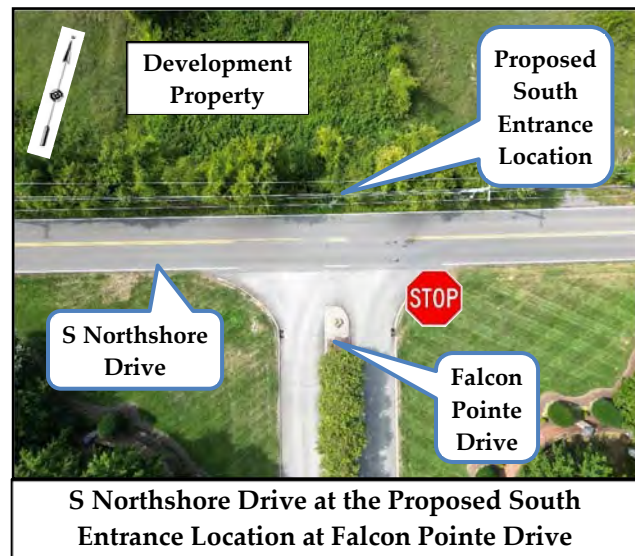 Development
Property
Proposed
South
Entrance
Location
STOP
S Northshore
Drive
Falcon
Pointe
Drive
S Northshore Drive at the Proposed South
Entrance Location at Falcon Pointe Drive